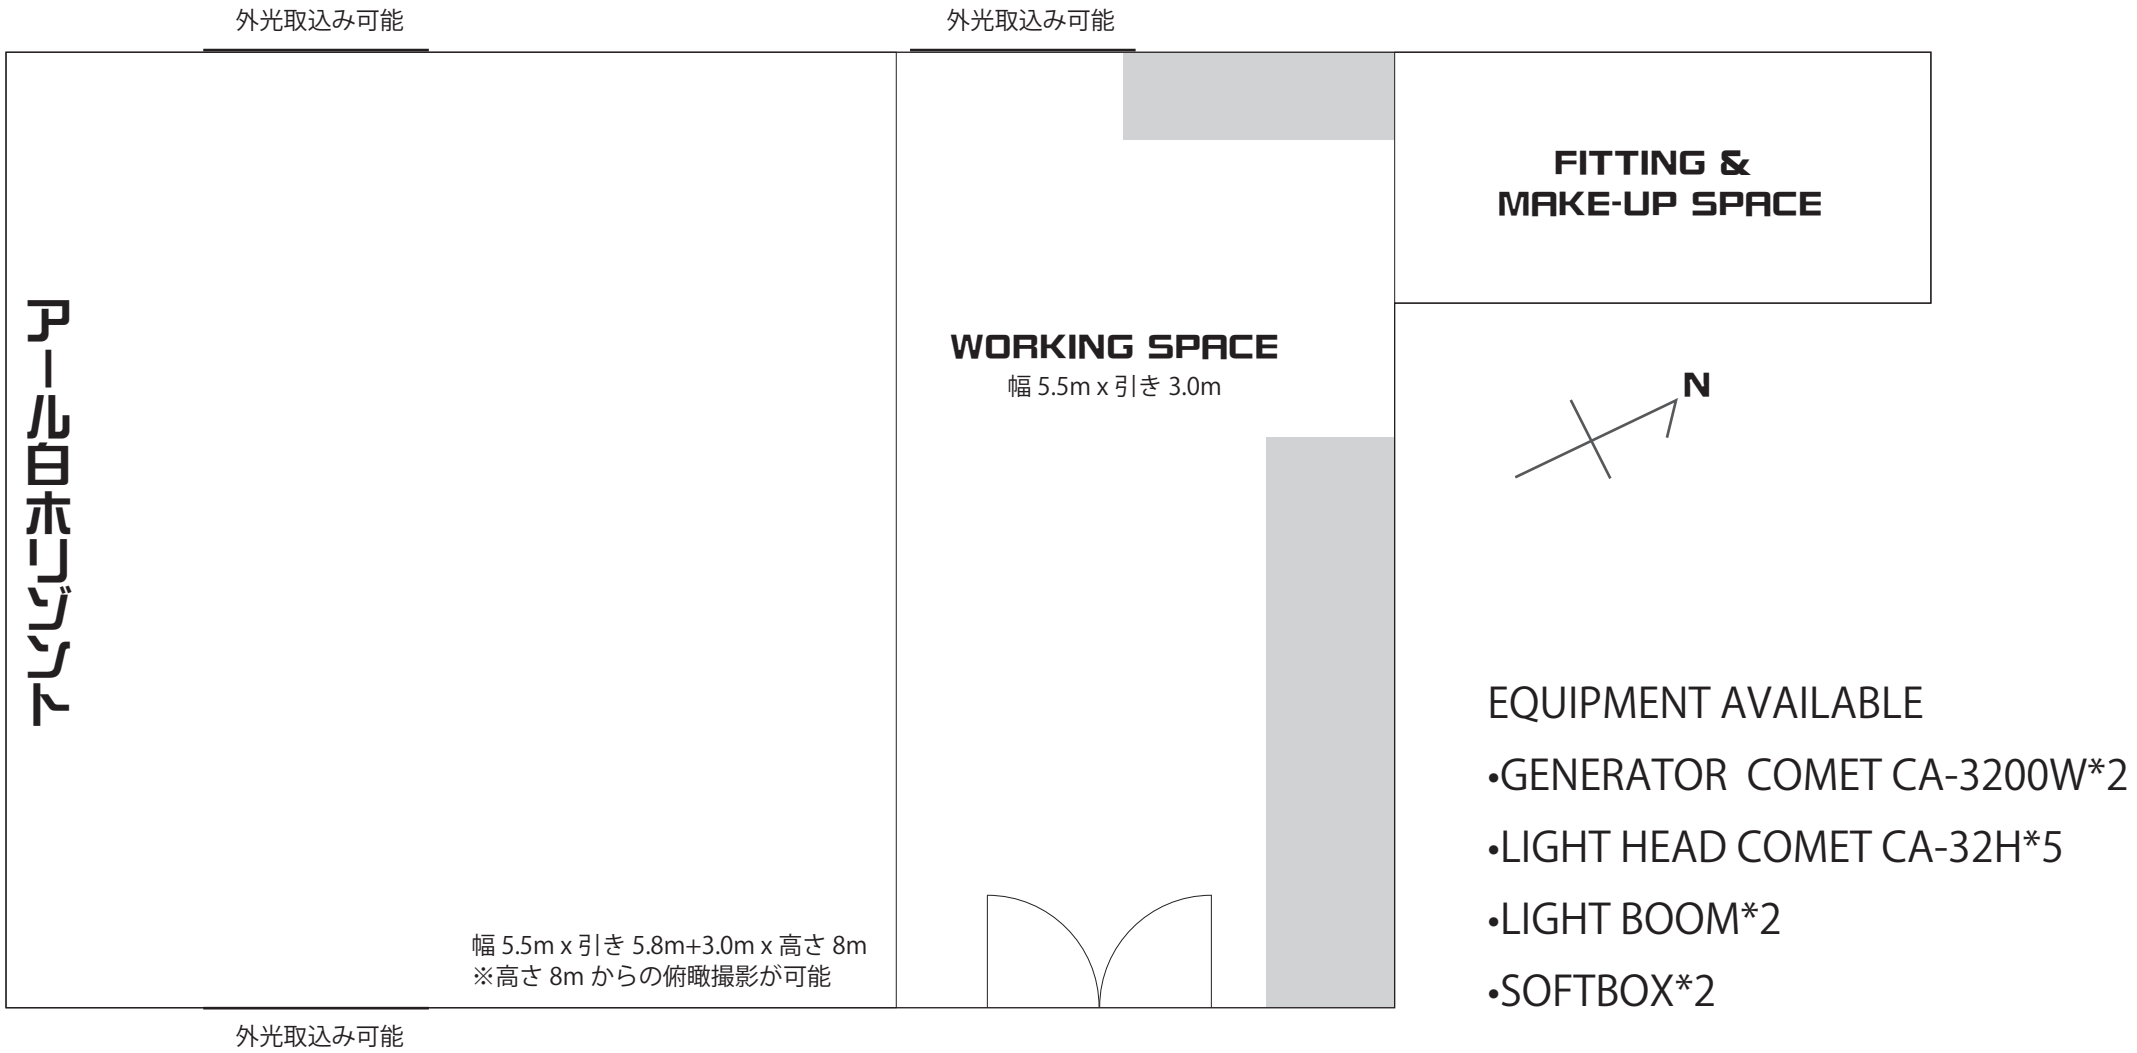 外光取込み可能
外光取込み可能
アール白ホリゾント
FITTING &
MAKE-UP SPACE
WORKING SPACE
幅 5.5m x 引き 3.0m
N
幅 5.5m x 引き 5.8m+3.0m x 高さ 8m
※高さ 8m からの俯瞰撮影が可能
外光取込み可能
EQUIPMENT AVAILABLE
•GENERATOR  COMET CA-3200W*2
•LIGHT HEAD COMET CA-32H*5
•LIGHT BOOM*2
•SOFTBOX*2